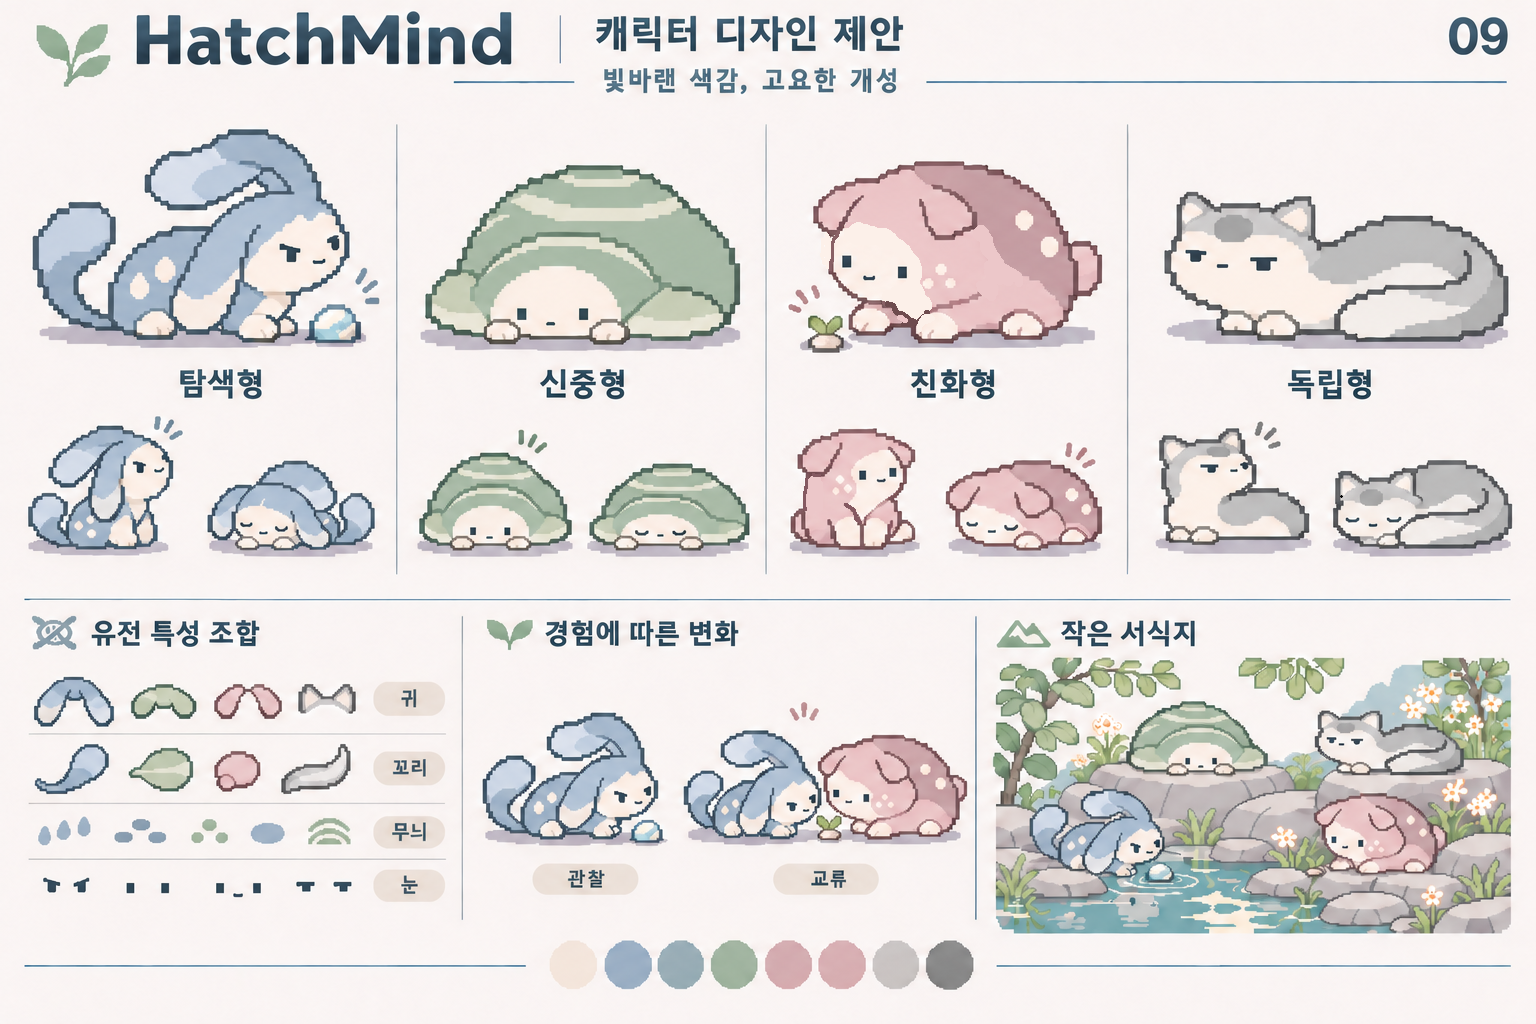 HatchMind
캐릭터 디자인 제안
빛바랜 색감, 고요한 개성
09
탐색형
신중형
친화형
독립형
유전 특성 조합
귀
꼬리
무늬
눈
경험에 따른 변화
관찰
교류
작은 서식지